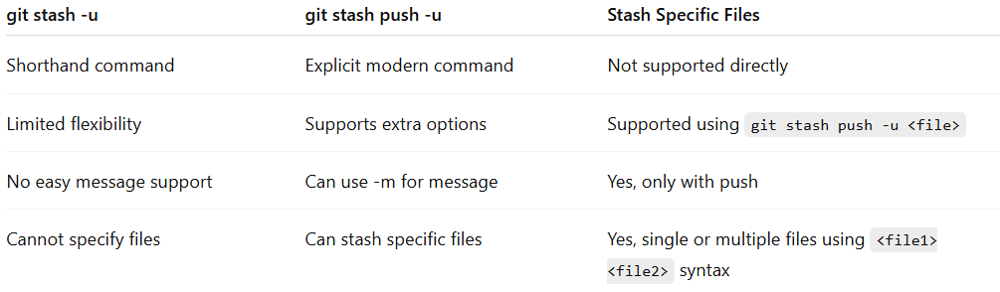 git stash -u git stash push -u Stash Specific Files
Shorthand command Explicit modern command Not supported directly
Limited flexibility Supports extra options Supported using git stash push -u <file>
No easy message support Can use -m for message Yes, only with push
Cannot specify files Can stash specific files Yes, single or multiple files using <file1>
<file2> syntax